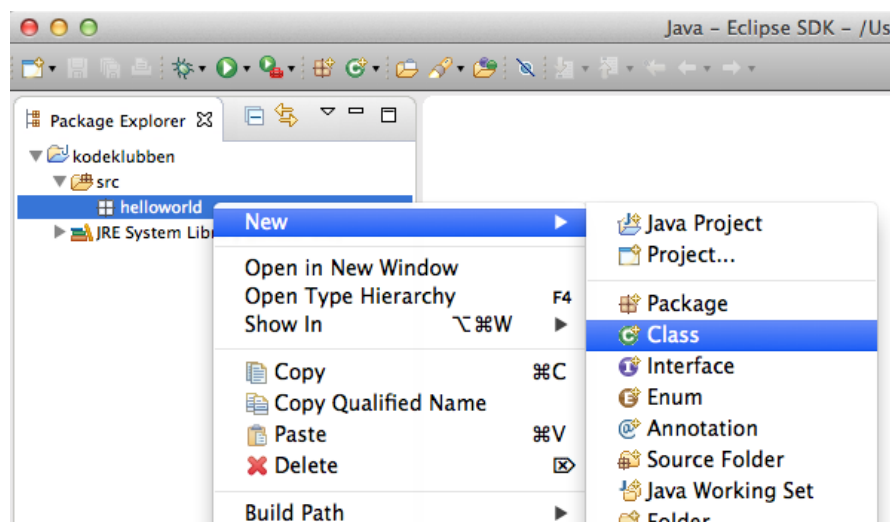 Java – Eclipse SDK – /Us
Package Explorer
kodeklubben
src
helloworld
JRE System Libr
New
Open in New Window
Open Type Hierarchy F4
Show In ⌥⌘W
Copy ⌘C
Copy Qualified Name
Paste ⌘V
Delete ⌦
Build Path
Java Project
Project...
Package
Class
Interface
Enum
Annotation
Source Folder
Java Working Set
Folder